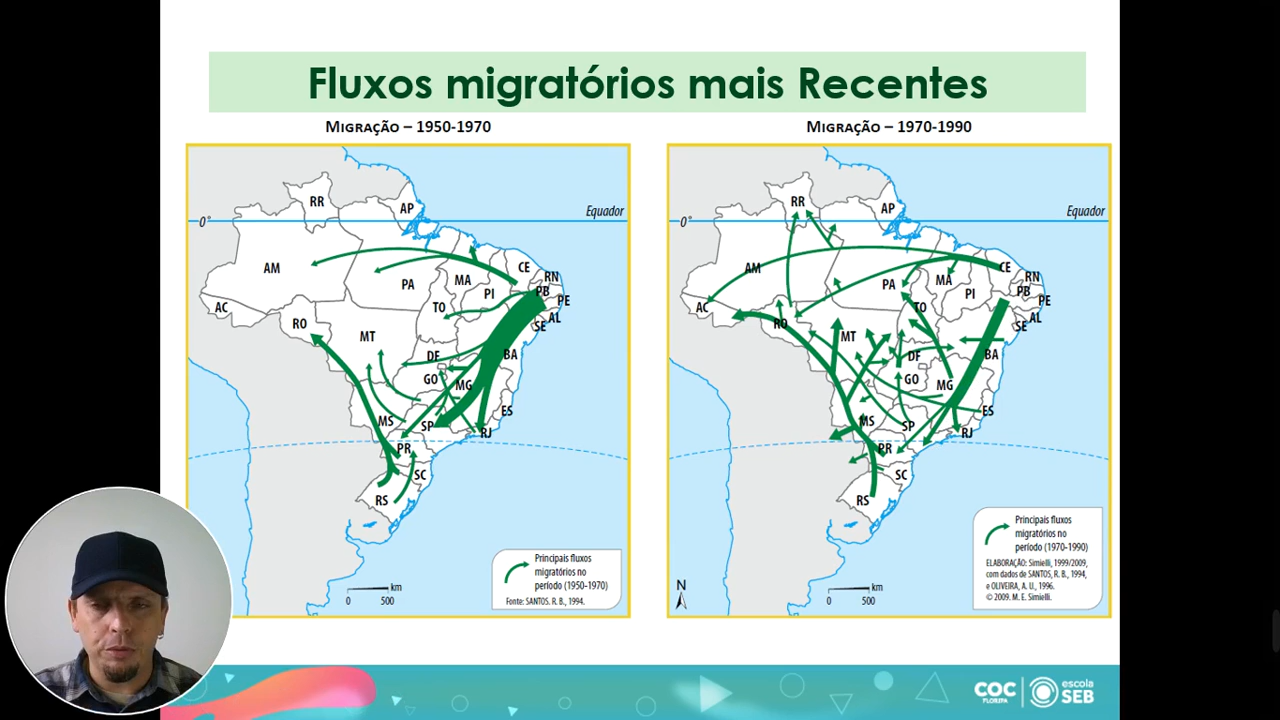 Fluxos migratórios mais Recentes
MIGRAÇÃO – 1950-1970
RR
AP
0°
Equador
AM
PA
MA
CE
RN
PB
PE
PI
AL
SE
AC
TO
RO
MT
BA
DF
GO
MG
ES
MS
SP
RJ
PR
SC
RS
Principais fluxos
migratórios no
período (1950-1970)
Fonte: SANTOS. R. B., 1994.
km
0 500
MIGRAÇÃO – 1970-1990
RR
AP
0°
Equador
AM
PA
MA
CE
RN
PB
PE
PI
AL
SE
AC
TO
RO
MT
BA
DF
GO
MG
ES
MS
SP
RJ
PR
SC
RS
Principais fluxos
migratórios no
período (1970-1990)
ELABORAÇÃO: Simielli, 1999/2009,
com dados de SANTOS, R. B., 1994,
e OLIVEIRA, A. U., 1996.
© 2009. M. E. Simielli.
N
km
0 500
COC
FLORIPA
escola
SEB